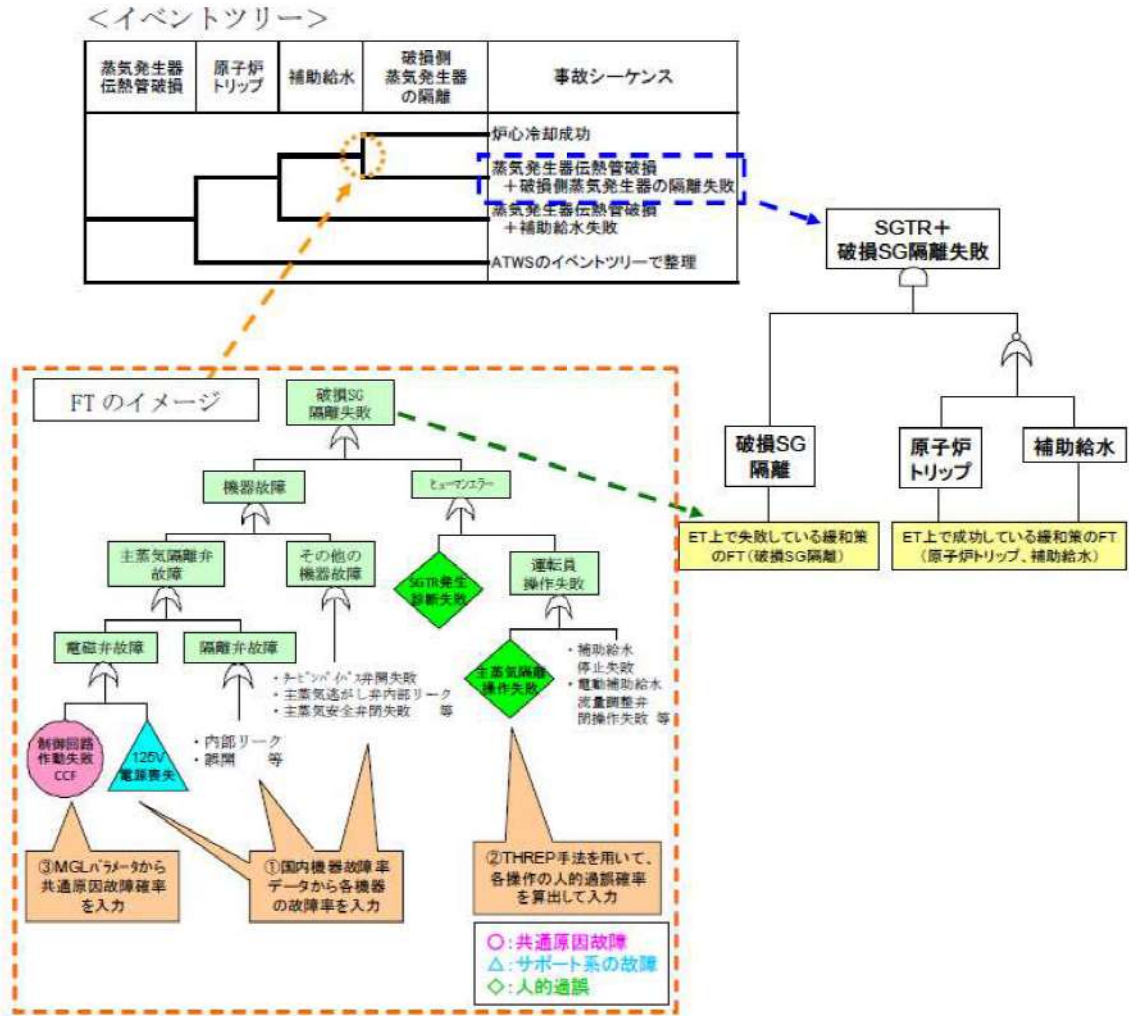 ＜イベントツリー＞
蒸気発生器
伝熱管破損
原子炉
トリップ
補助給水
破損側
蒸気発生器
の隔離
事故シーケンス
炉心冷却成功
蒸気発生器伝熱管破損
＋破損側蒸気発生器の隔離失敗
蒸気発生器伝熱管破損
＋補助給水失敗
ATWSのイベントツリーで整理
SGTR＋
破損SG隔離失敗
破損SG
隔離
原子炉
トリップ
補助給水
ET上で失敗している緩和策
のFT(破損SG隔離)
ET上で成功している緩和策のFT
(原子炉トリップ、補助給水)
FTのイメージ
破損SG
隔離失敗
機器故障
ヒューマンエラー
主蒸気隔離弁
故障
その他の
機器故障
SGTR発生
診断失敗
運転員
操作失敗
電磁弁故障
隔離弁故障
・タービンバイパス弁開失敗
・主蒸気逃がし弁内部リーク
・主蒸気安全弁閉失敗　等
主蒸気隔離
操作失敗
・補助給水
停止失敗
・電動補助給水
流量調整弁
閉操作失敗 等
制御回路
作動失敗
CCF
125V
電源喪失
・内部リーク
・誤開　等
③MGLパラメータから
共通原因故障確率
を入力
①国内機器故障率
データから各機器
の故障率を入力
②THREP手法を用いて、
各操作の人的過誤確率
を算出して入力
○：共通原因故障
△：サポート系の故障
◇：人的過誤